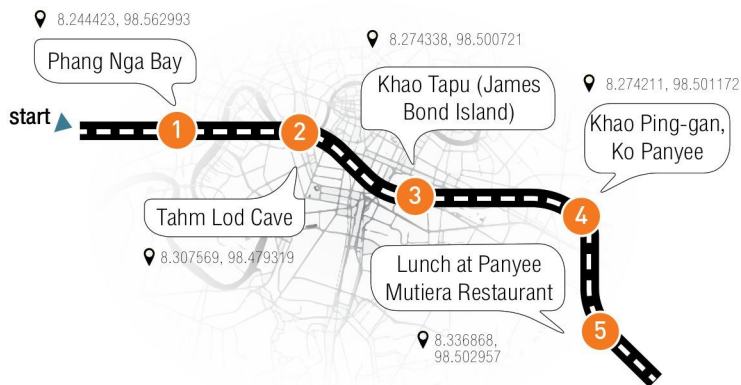 8.244423, 98.562993
Phang Nga Bay
start
1
2
Tahm Lod Cave
8.307569, 98.479319
8.274338, 98.500721
Khao Tapu (James
Bond Island)
3
8.274211, 98.501172
Khao Ping-gan,
Ko Panyee
4
Lunch at Panyee
Mutiera Restaurant
5
8.336868,
98.502957